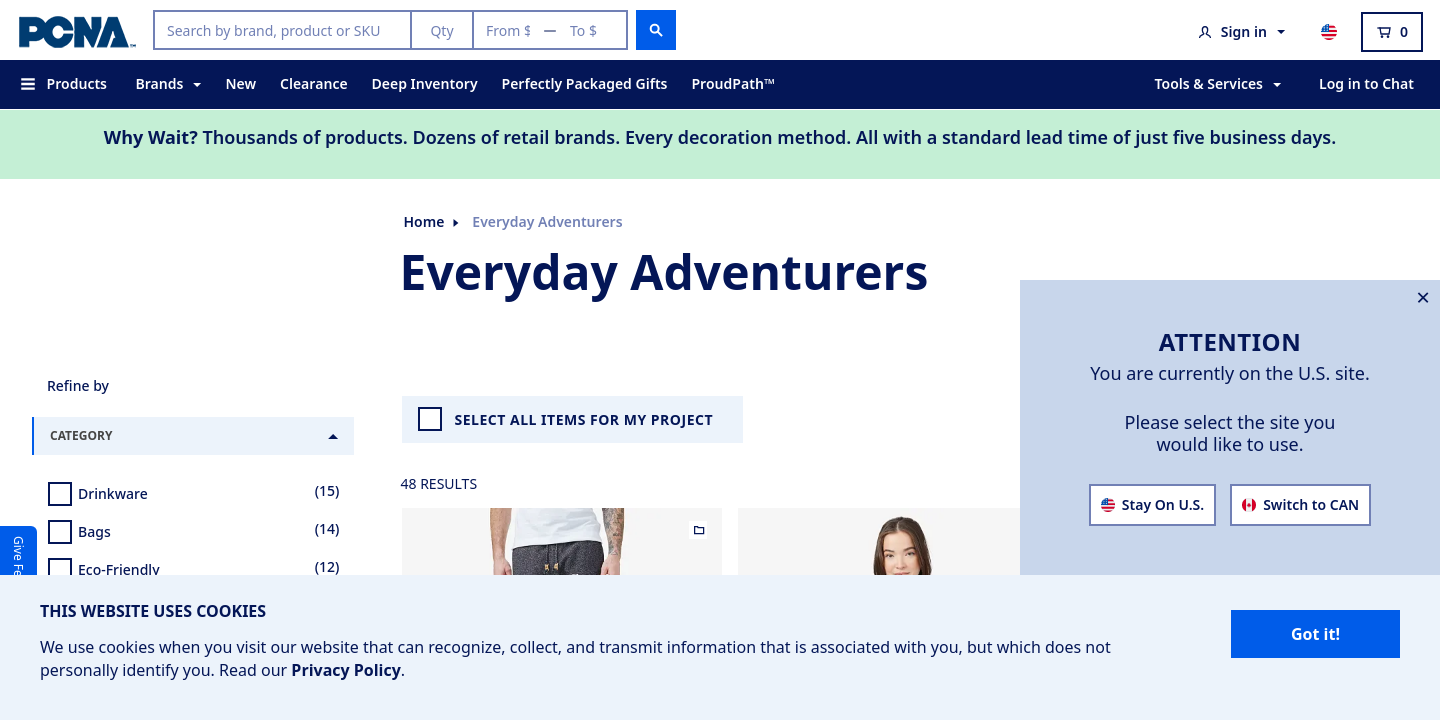 PCNA™
Search by brand, product or SKU
Qty
From $ — To $
Sign in
0
Products
Brands
New
Clearance
Deep Inventory
Perfectly Packaged Gifts
ProudPath™
Tools & Services
Log in to Chat
Why Wait? Thousands of products. Dozens of retail brands. Every decoration method. All with a standard lead time of just five business days.
Home
Everyday Adventurers
Everyday Adventurers
ATTENTION
You are currently on the U.S. site.
Please select the site you
would like to use.
Stay On U.S.
Switch to CAN
Refine by
CATEGORY
Drinkware (15)
Bags (14)
Eco-Friendly (12)
SELECT ALL ITEMS FOR MY PROJECT
48 RESULTS
Give Fe
THIS WEBSITE USES COOKIES
We use cookies when you visit our website that can recognize, collect, and transmit information that is associated with you, but which does not
personally identify you. Read our Privacy Policy.
Got it!